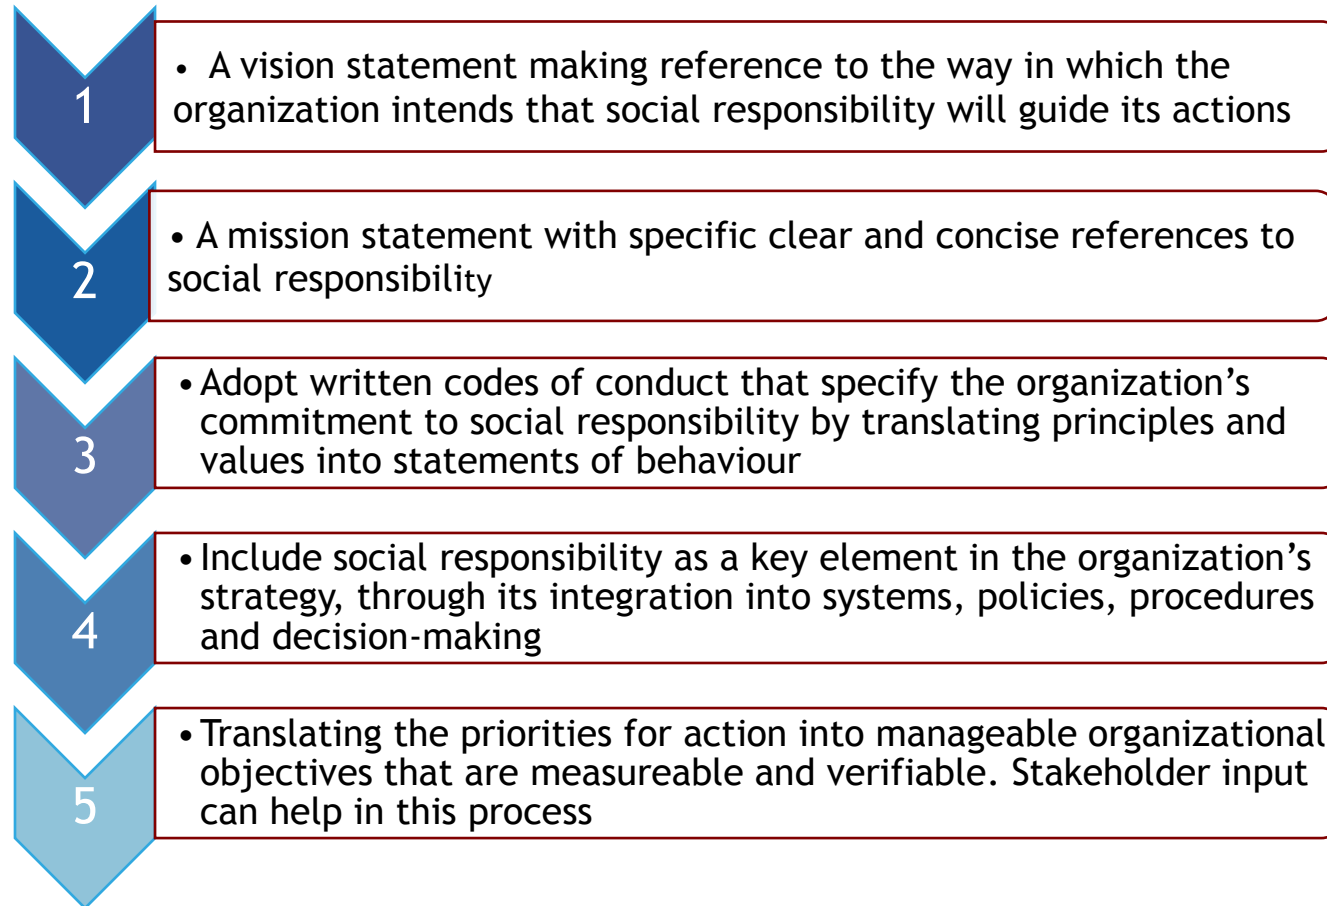 1
• A vision statement making reference to the way in which the
organization intends that social responsibility will guide its actions
2
• A mission statement with specific clear and concise references to
social responsibility
3
• Adopt written codes of conduct that specify the organization’s
commitment to social responsibility by translating principles and
values into statements of behaviour
4
• Include social responsibility as a key element in the organization’s
strategy, through its integration into systems, policies, procedures
and decision-making
5
• Translating the priorities for action into manageable organizational
objectives that are measureable and verifiable. Stakeholder input
can help in this process